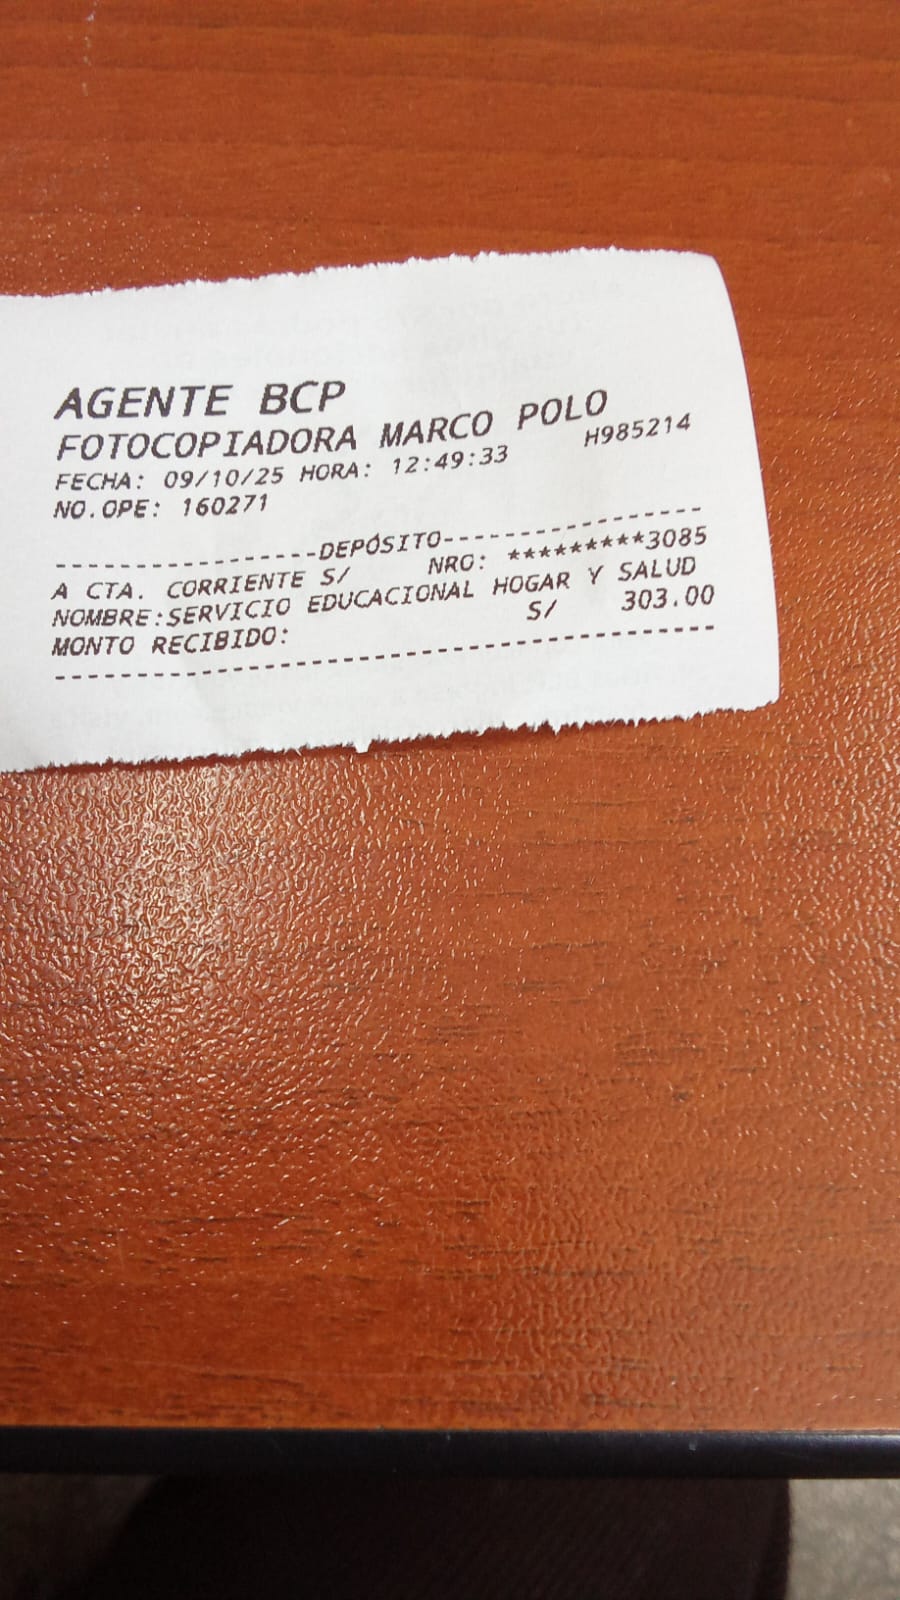 AGENTE BCP
FOTOCOPIADORA MARCO POLO
FECHA: 09/10/25 HORA: 12:49:33 H985214
NO.OPE: 160271
-----------------DEPÓSITO-----------------
A CTA. CORRIENTE S/ NRO: *********3085
NOMBRE:SERVICIO EDUCACIONAL HOGAR Y SALUD
MONTO RECIBIDO: S/ 303.00
------------------------------------------